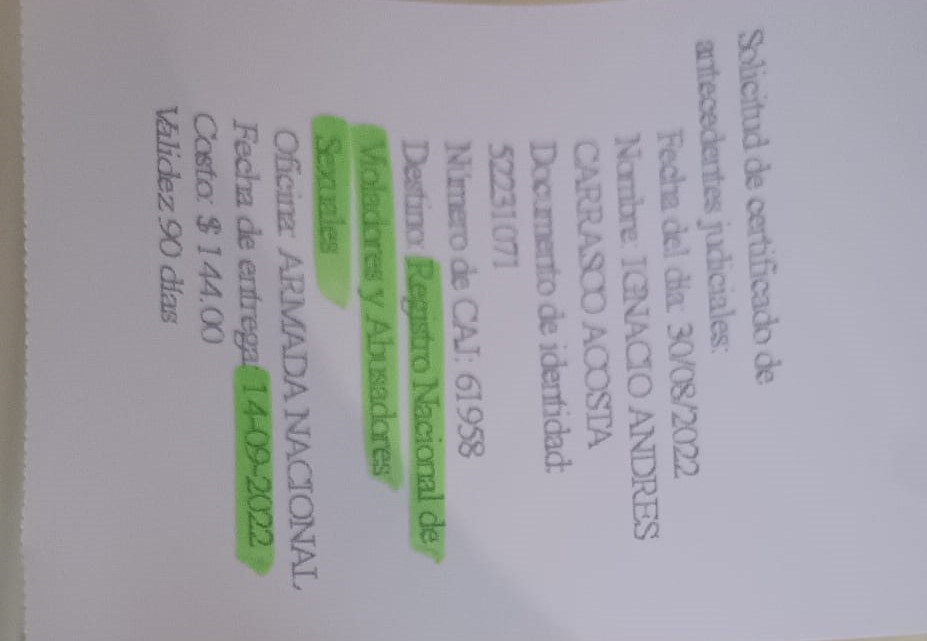 Solicitud de certificado de
antecedentes judiciales:
Fecha del día: 30/08/2022
Nombre: IGNACIO ANDRES
CARRASCO ACOSTA
Documento de identidad:
52231071
Número de CAJ: 61958
Destino: Registro Nacional de
Violadores y Abusadores
Sexuales
Oficina: ARMADA NACIONAL
Fecha de entrega: 14-09-2022
Costo: $ 144.00
Validez 90 días